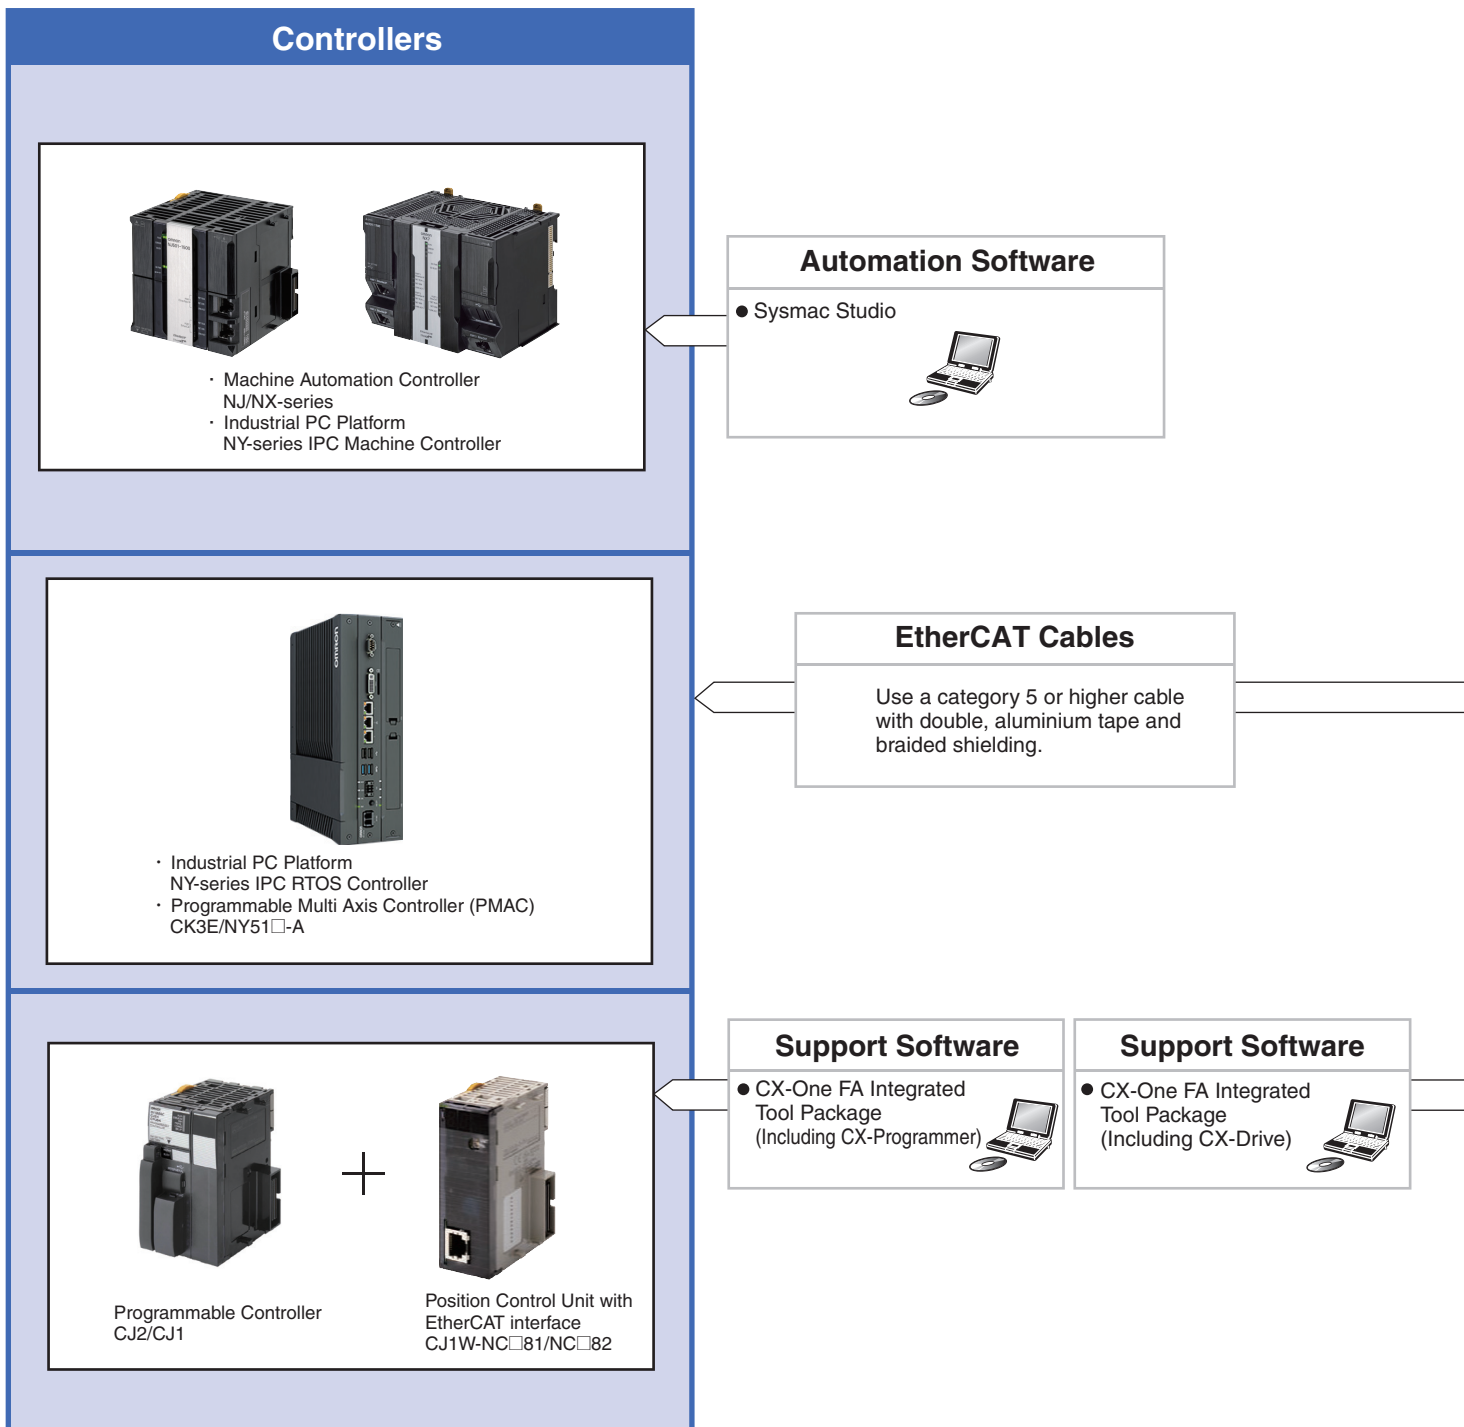 Controllers
· Machine Automation Controller
NJ/NX-series
· Industrial PC Platform
NY-series IPC Machine Controller
Automation Software
● Sysmac Studio
omron
· Industrial PC Platform
NY-series IPC RTOS Controller
· Programmable Multi Axis Controller (PMAC)
CK3E/NY51□-A
EtherCAT Cables
Use a category 5 or higher cable
with double, aluminium tape and
braided shielding.
Programmable Controller
CJ2/CJ1
+
Position Control Unit with
EtherCAT interface
CJ1W-NC□81/NC□82
Support Software
● CX-One FA Integrated
Tool Package
(Including CX-Programmer)
Support Software
● CX-One FA Integrated
Tool Package
(Including CX-Drive)